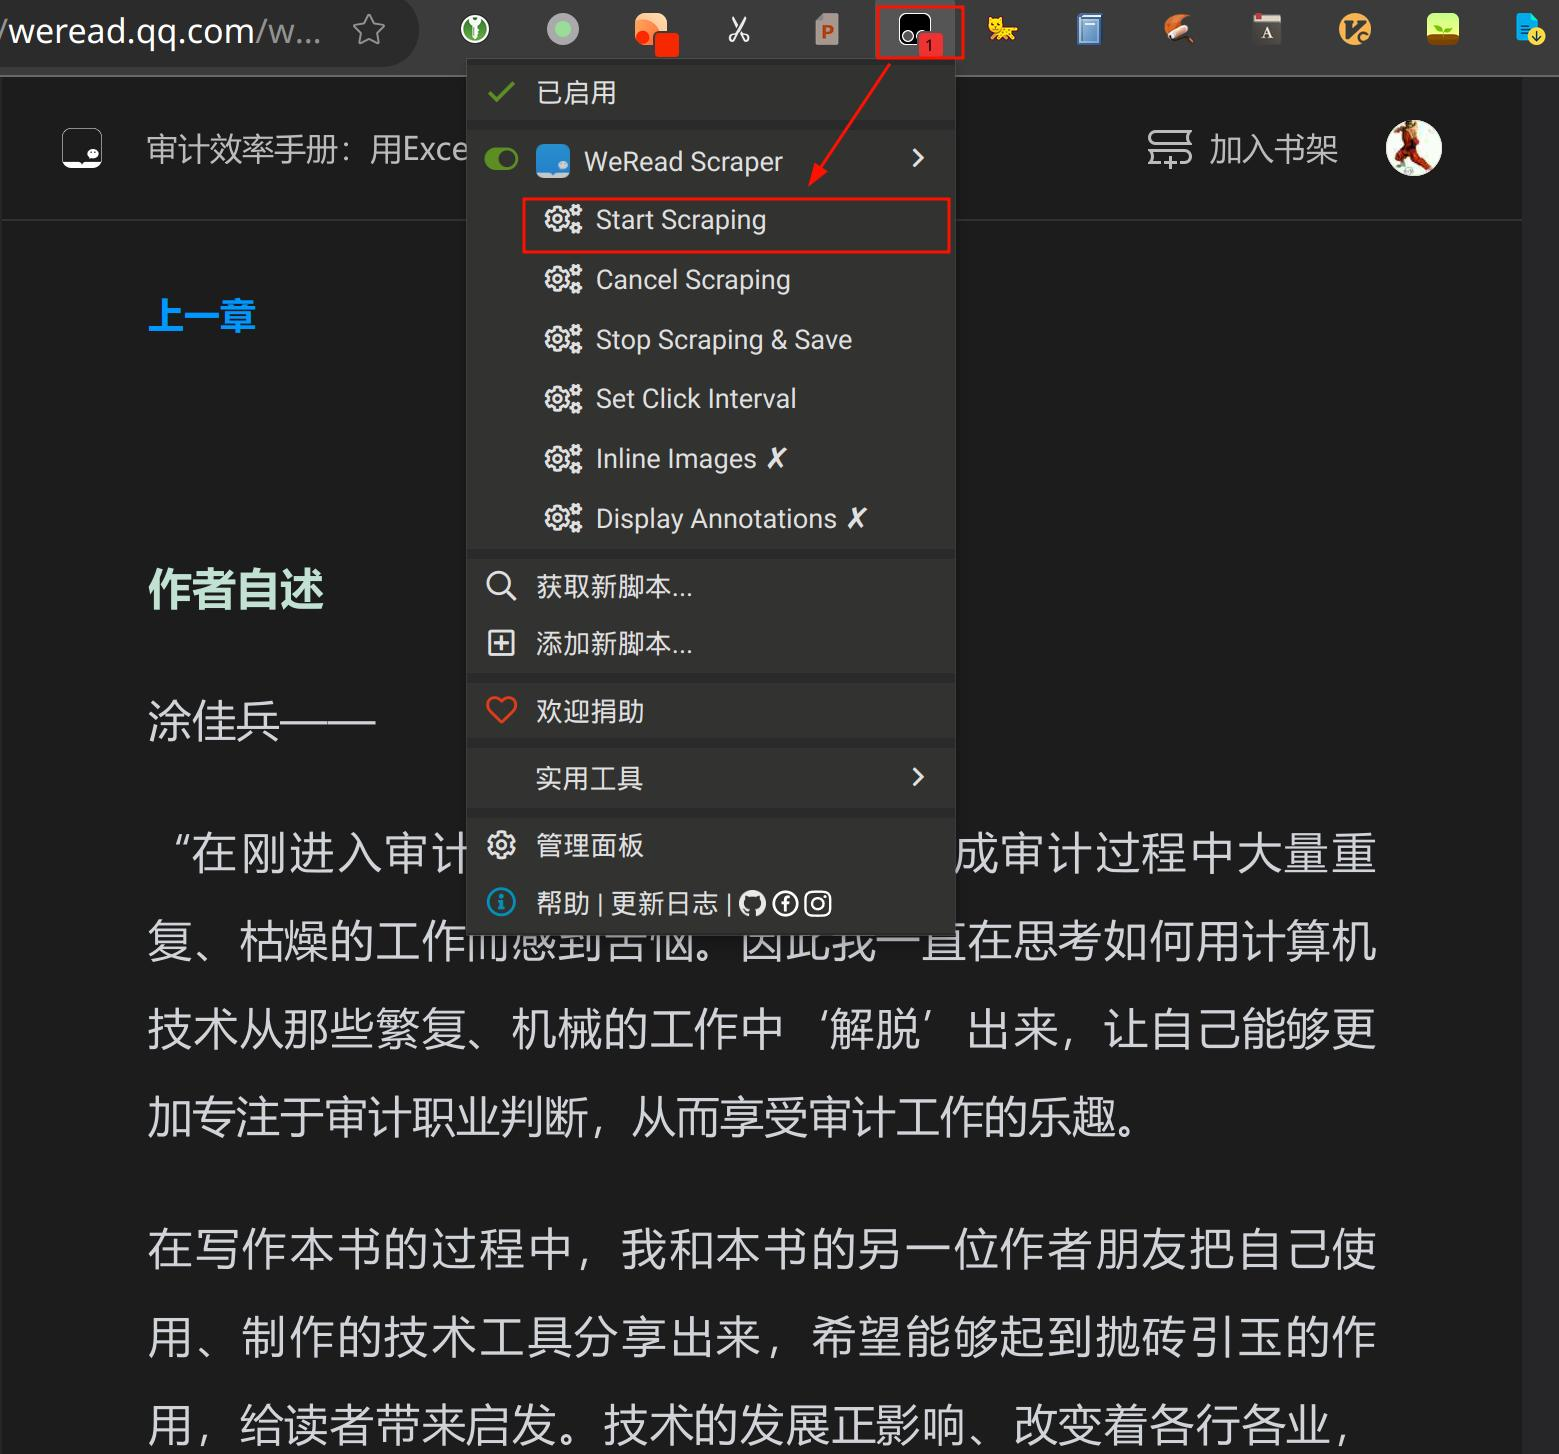 /weread.qq.com/w...
P
1
A
已启用
审计效率手册：用Exce
加入书架
WeRead Scraper
Start Scraping
Cancel Scraping
Stop Scraping & Save
Set Click Interval
Inline Images ✗
Display Annotations ✗
上一章
获取新脚本...
添加新脚本...
欢迎捐助
实用工具
管理面板
帮助 | 更新日志 |
作者自述
涂佳兵——
“在刚进入审计 成审计过程中大量重
复、枯燥的工作而感到苦恼。因此我一直在思考如何用计算机
技术从那些繁复、机械的工作中‘解脱’出来，让自己能够更
加专注于审计职业判断，从而享受审计工作的乐趣。
在写作本书的过程中，我和本书的另一位作者朋友把自己使
用、制作的技术工具分享出来，希望能够起到抛砖引玉的作
用，给读者带来启发。技术的发展正影响、改变着各行各业，